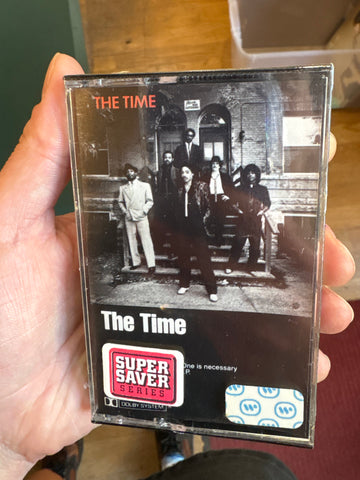 THE TIME
The Time
One is necessary
P.
SUPER
SAVER
SERIES
DOLBY SYSTEM